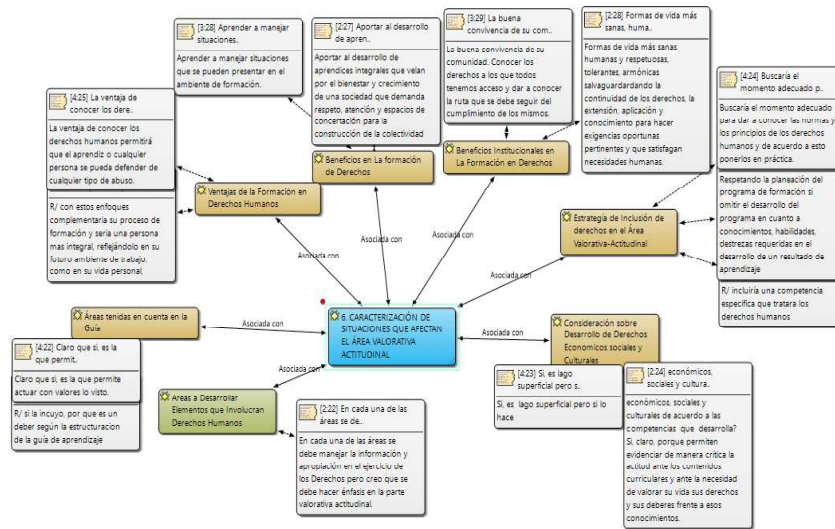 [3:28] Aprender a manejar
situaciones..
Aprender a manejar situaciones
que se pueden presentar en el
ambiente de formación.
[2:27] Aportar al desarrollo
de apren..
Aportar al desarrollo de
aprendices integrales que velan
por el bienestar y crecimiento
de una sociedad que demanda
respeto, atención y espacios de
concertación para la
construcción de la colectividad
[3:29] La buena
convivencia de su com..
La buena convivencia de su
comunidad. Conocer los
derechos a los que todos
tenemos acceso y dar a conocer
la ruta que se debe seguir del
cumplimiento de los mismos.
[2:28] Formas de vida más
sanas, huma..
Formas de vida más sanas
humanas y respetuosas,
tolerantes, armónicas
salvaguardardando la
continuidad de los derechos, la
extensión, aplicación y
conocimiento para hacer
exigencias oportunas
pertinentes y que satisfagan
necesidades humanas.
[4:24] Buscaría el
momento adecuado p..
Buscaría el momento adecuado
para dar a conocer las normas y
los principios de los derechos
humanos y de acuerdo a esto
ponerlos en práctica.
Respetando la planeación del
programa de formación si
omitir el desarrollo del
programa en cuanto a
conocimientos, habilidades,
destrezas requeridas en el
desarrollo de un resultado de
aprendizaje
R/ incluiría una competencia
especifica que tratara los
derechos humanos
[4:25] La ventaja de
conocer los dere..
La ventaja de conocer los
derechos humanos permitirá
que el aprendiz o cualquier
persona se pueda defender de
cualquier tipo de abuso.
R/ con estos enfoques
complementaria su proceso de
formación y seria una persona
mas integral, reflejándolo en su
futuro ambiente de trabajo,
como en su vida personal,
Ventajas de la Formación en
Derechos Humanos
Beneficios en La formación
de Derechos
Beneficios Institucionales en
La Formación en Derechos
Estrategía de Inclusión de
derechos en el Área
Valorativa-Actitudinal
Asociada con
Asociada con
Asociada con
Asociada con
Áreas tenidas en cuenta en la
Guía
Asociada con
6. CARACTERIZACIÓN DE
SITUACIONES QUE AFECTAN
EL ÁREA VALORATIVA
ACTITUDINAL
Asociada con
Consideración sobre
Desarrollo de Derechos
Economicos sociales y
Culturales
[4:22] Claro que si, es la
que permit..
Claro que si, es la que permite
actuar con valores lo visto.
R/ si la incuyo, por que es un
deber según la estructuracion
de la guía de aprendizaje
Asociada con
Areas a Desarrollar
Elementos que Involucran
Derechos Humanos
[2:22] En cada una de las
áreas se de..
En cada una de las áreas se
debe manejar la información y
apropiación en el ejercicio de
los Derechos pero creo que se
debe hacer énfasis en la parte
valorativa actitudinal.
[4:23] Si, es lago
superficial pero s..
Si, es lago superficial pero si lo
hace
[2:24] económicos,
sociales y cultura..
económicos, sociales y
culturales de acuerdo a las
competencias que desarrolla?
Si, claro, porque permiten
evidenciar de manera crítica la
actitud ante los contenidos
curriculares y ante la necesidad
de valorar su vida sus derechos
y sus deberes frente a esos
conocimientos.